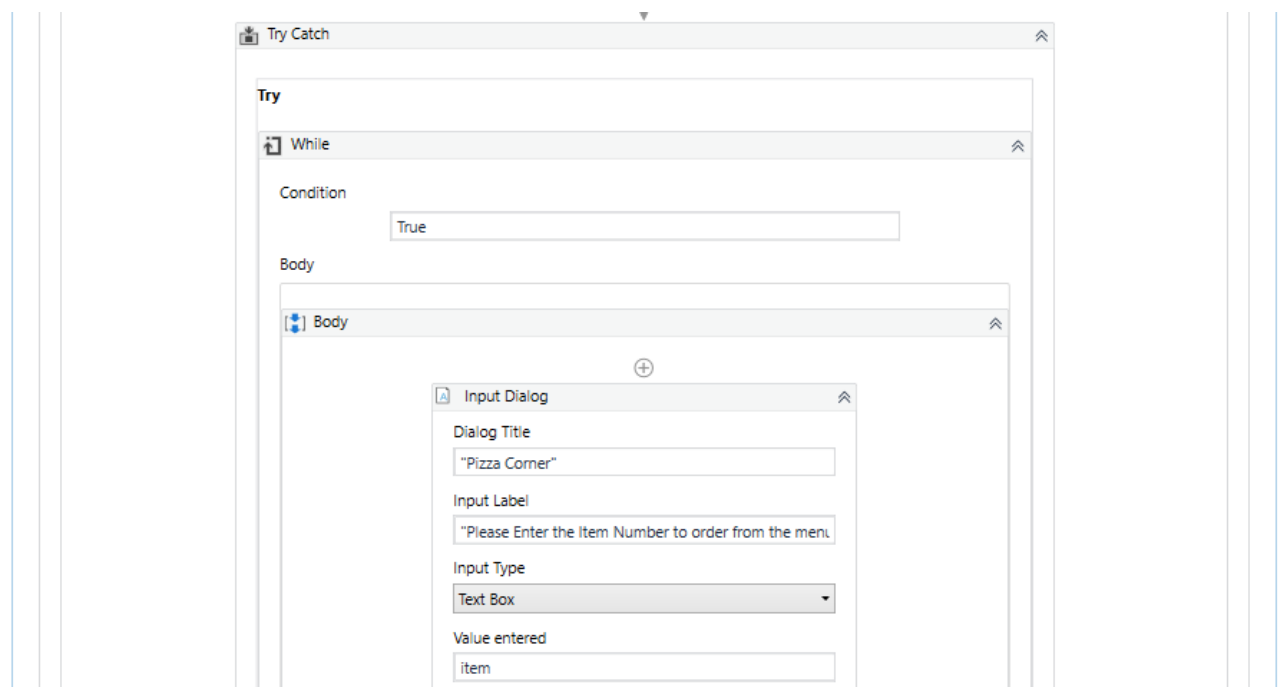 Try Catch
Try
While
Condition
True
Body
Body
Input Dialog
Dialog Title
"Pizza Corner"
Input Label
"Please Enter the Item Number to order from the menu
Input Type
Text Box
Value entered
item